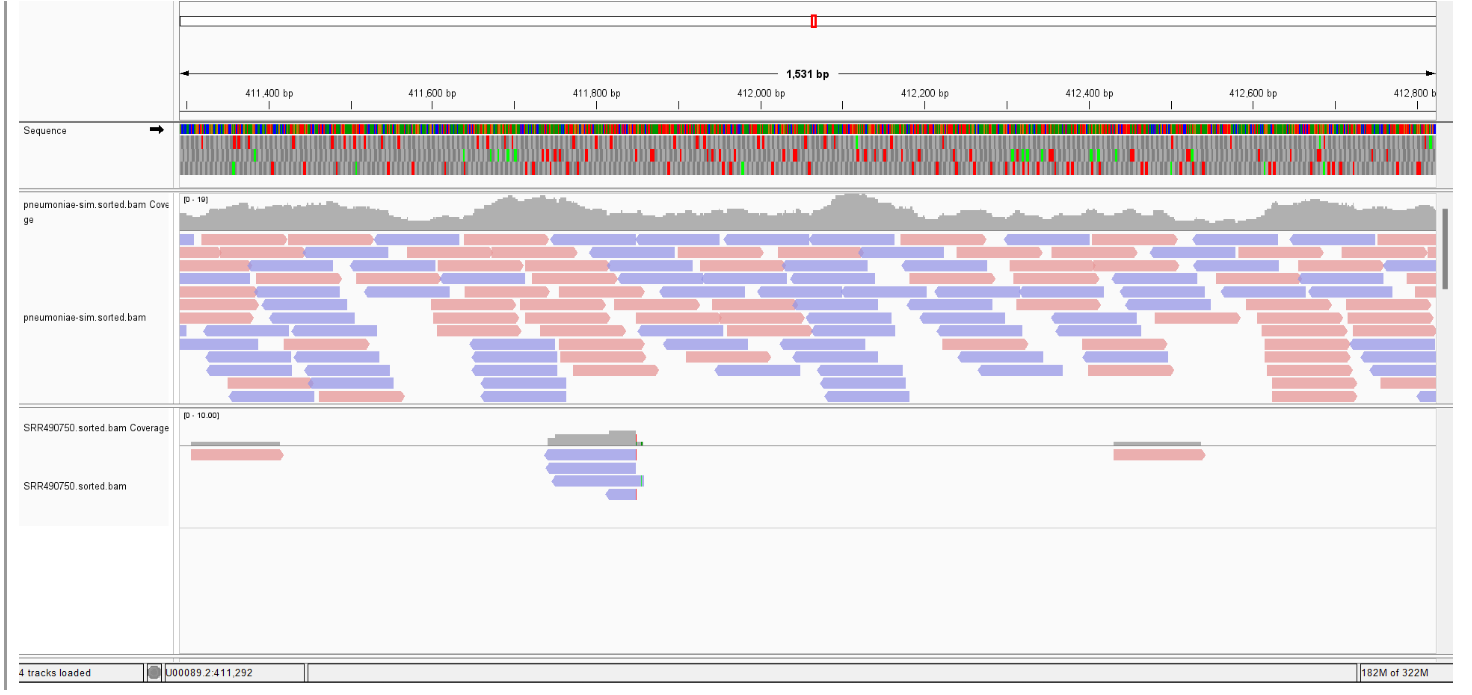 1,531 bp
411,400 bp 411,600 bp 411,800 bp 412,000 bp 412,200 bp 412,400 bp 412,600 bp 412,800 b
Sequence
pneumoniae-sim.sorted.bam Cove
ge
[0 - 19]
pneumoniae-sim.sorted.bam
[0 - 10.00]
SRR490750.sorted.bam Coverage
SRR490750.sorted.bam
4 tracks loaded
U00089.2:411,292
182M of 322M